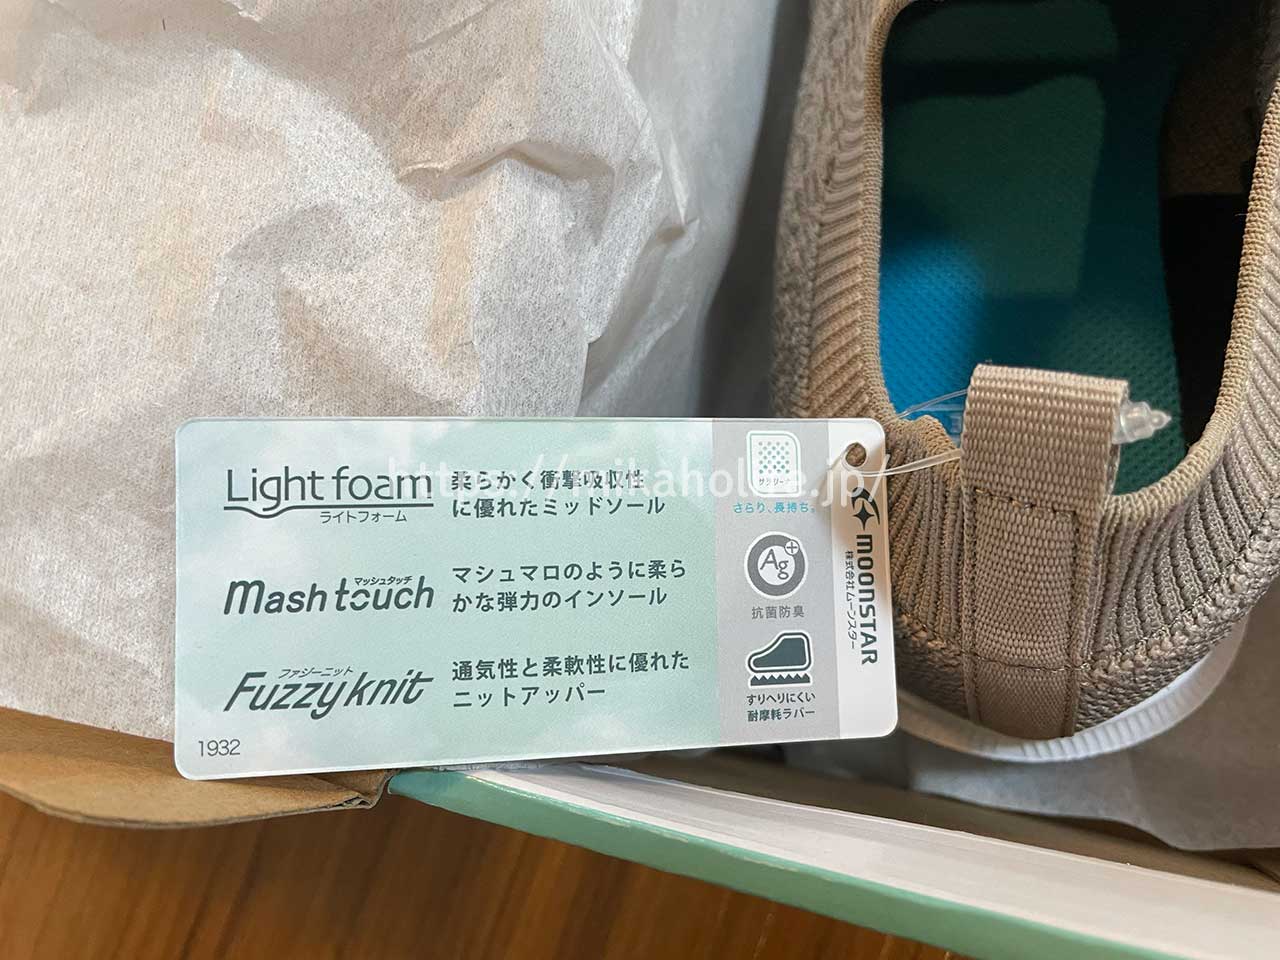 Light foam
ライトフォーム
柔らかく衝撃吸収性
に優れたミッドソール
マッシュタッチ
mash touch
マシュマロのように柔ら
かな弾力のインソール
ファジーニット
Fuzzy knit
通気性と柔軟性に優れた
ニットアッパー
1932
さらり、長持ち。
Ag+
抗菌防臭
すりへりにくい
耐摩耗ラバー
moonSTAR
株式会社ムーンスター